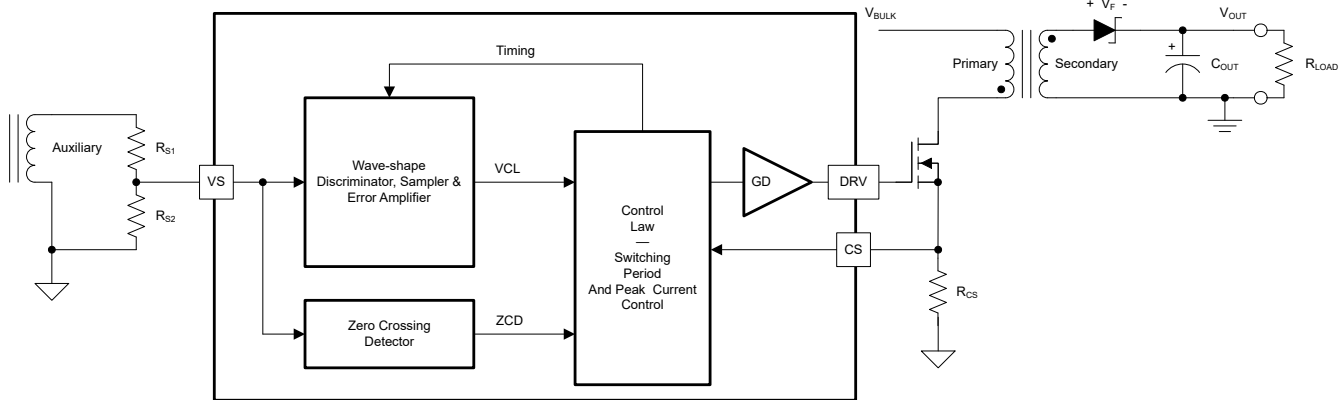 + VF -
VBULK
VOUT
Timing
Primary
Secondary
+
COUT
RLOAD
Auxiliary
RS1
Wave-shape
Discriminator, Sampler &
Error Amplifier
VCL
VS
GD
DRV
RS2
Control
Law
—
Switching
Period
And Peak Current
Control
CS
RCS
Zero Crossing
Detector
ZCD